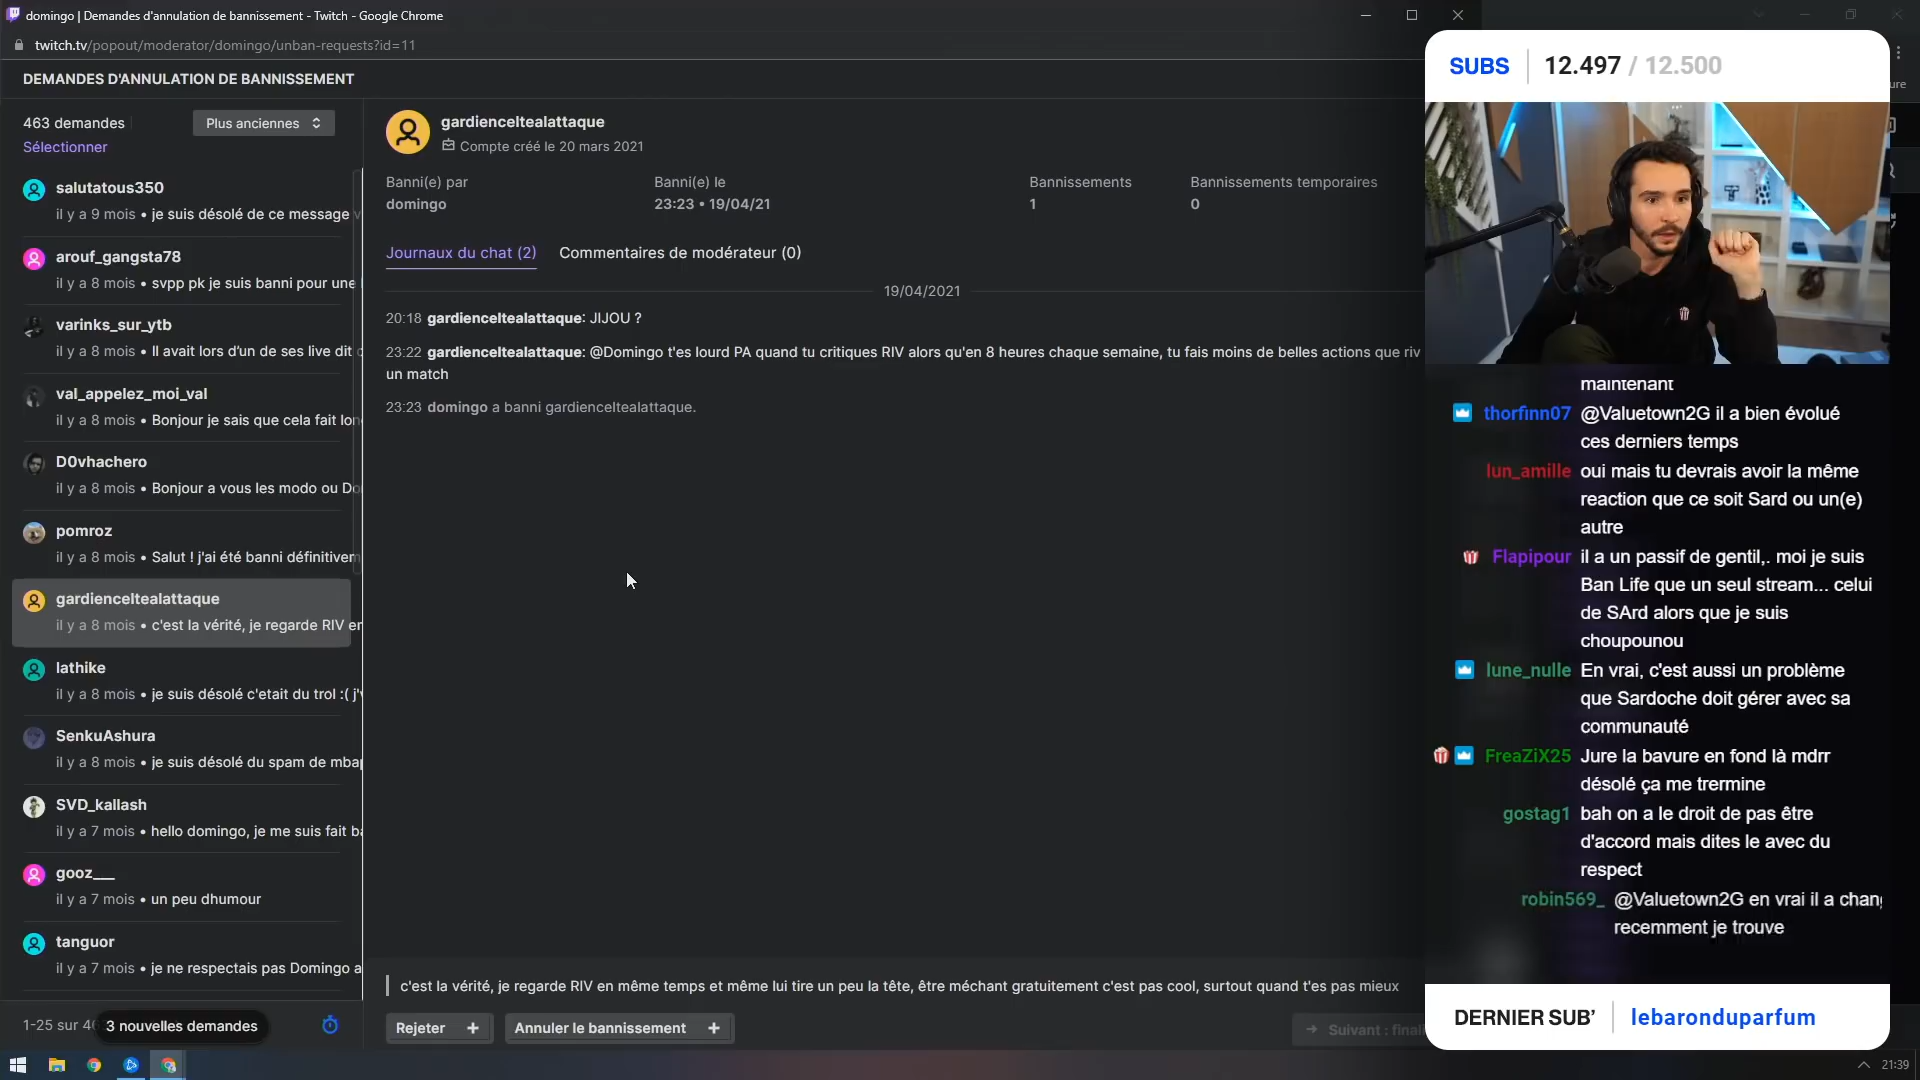 domingo | Demandes d'annulation de bannissement - Twitch - Google Chrome
twitch.tv/popout/moderator/domingo/unban-requests?id=11
DEMANDES D'ANNULATION DE BANNISSEMENT
463 demandes
Plus anciennes
Sélectionner
salutatous350
il y a 9 mois • je suis désolé de ce message
arouf_gangsta78
il y a 8 mois • svpp pk je suis banni pour une
varinks_sur_ytb
il y a 8 mois • Il avait lors d'un de ses live dit
val_appelez_moi_val
il y a 8 mois • Bonjour je sais que cela fait lon
D0vhachero
il y a 8 mois • Bonjour a vous les modo ou Do
pomroz
il y a 8 mois • Salut ! j'ai été banni définitivem
gardienceltealattaque
il y a 8 mois • c'est la vérité, je regarde RIV en
lathike
il y a 8 mois • je suis désolé c'etait du trol :( j'
SenkuAshura
il y a 8 mois • je suis désolé du spam de mbap
SVD_kallash
il y a 7 mois • hello domingo, je me suis fait ba
gooz___
il y a 7 mois • un peu dhumour
tanguor
il y a 7 mois • je ne respectais pas Domingo a
1-25 sur 46
3 nouvelles demandes
gardienceltealattaque
Compte créé le 20 mars 2021
Banni(e) par
domingo
Banni(e) le
23:23 • 19/04/21
Bannissements
1
Bannissements temporaires
0
Journaux du chat (2)
Commentaires de modérateur (0)
19/04/2021
20:18 gardienceltealattaque: JIJOU ?
23:22 gardienceltealattaque: @Domingo t'es lourd PA quand tu critiques RIV alors qu'en 8 heures chaque semaine, tu fais moins de belles actions que riv
un match
23:23 domingo a banni gardienceltealattaque.
c'est la vérité, je regarde RIV en même temps et même lui tire un peu la tête, être méchant gratuitement c'est pas cool, surtout quand t'es pas mieux
Rejeter +
Annuler le bannissement +
→ Suivant : final
SUBS
12.497 / 12.500
ure
maintenant
thorfinn07 @Valuetown2G il a bien évolué
ces derniers temps
lun_amille oui mais tu devrais avoir la même
reaction que ce soit Sard ou un(e)
autre
Flapipour il a un passif de gentil,. moi je suis
Ban Life que un seul stream... celui
de SArd alors que je suis
choupounou
lune_nulle En vrai, c'est aussi un problème
que Sardoche doit gérer avec sa
communauté
FreaZiX25 Jure la bavure en fond là mdrr
désolé ça me trermine
gostag1 bah on a le droit de pas être
d'accord mais dites le avec du
respect
robin569_ @Valuetown2G en vrai il a chang
recemment je trouve
DERNIER SUB'
lebaronduparfum
21:39